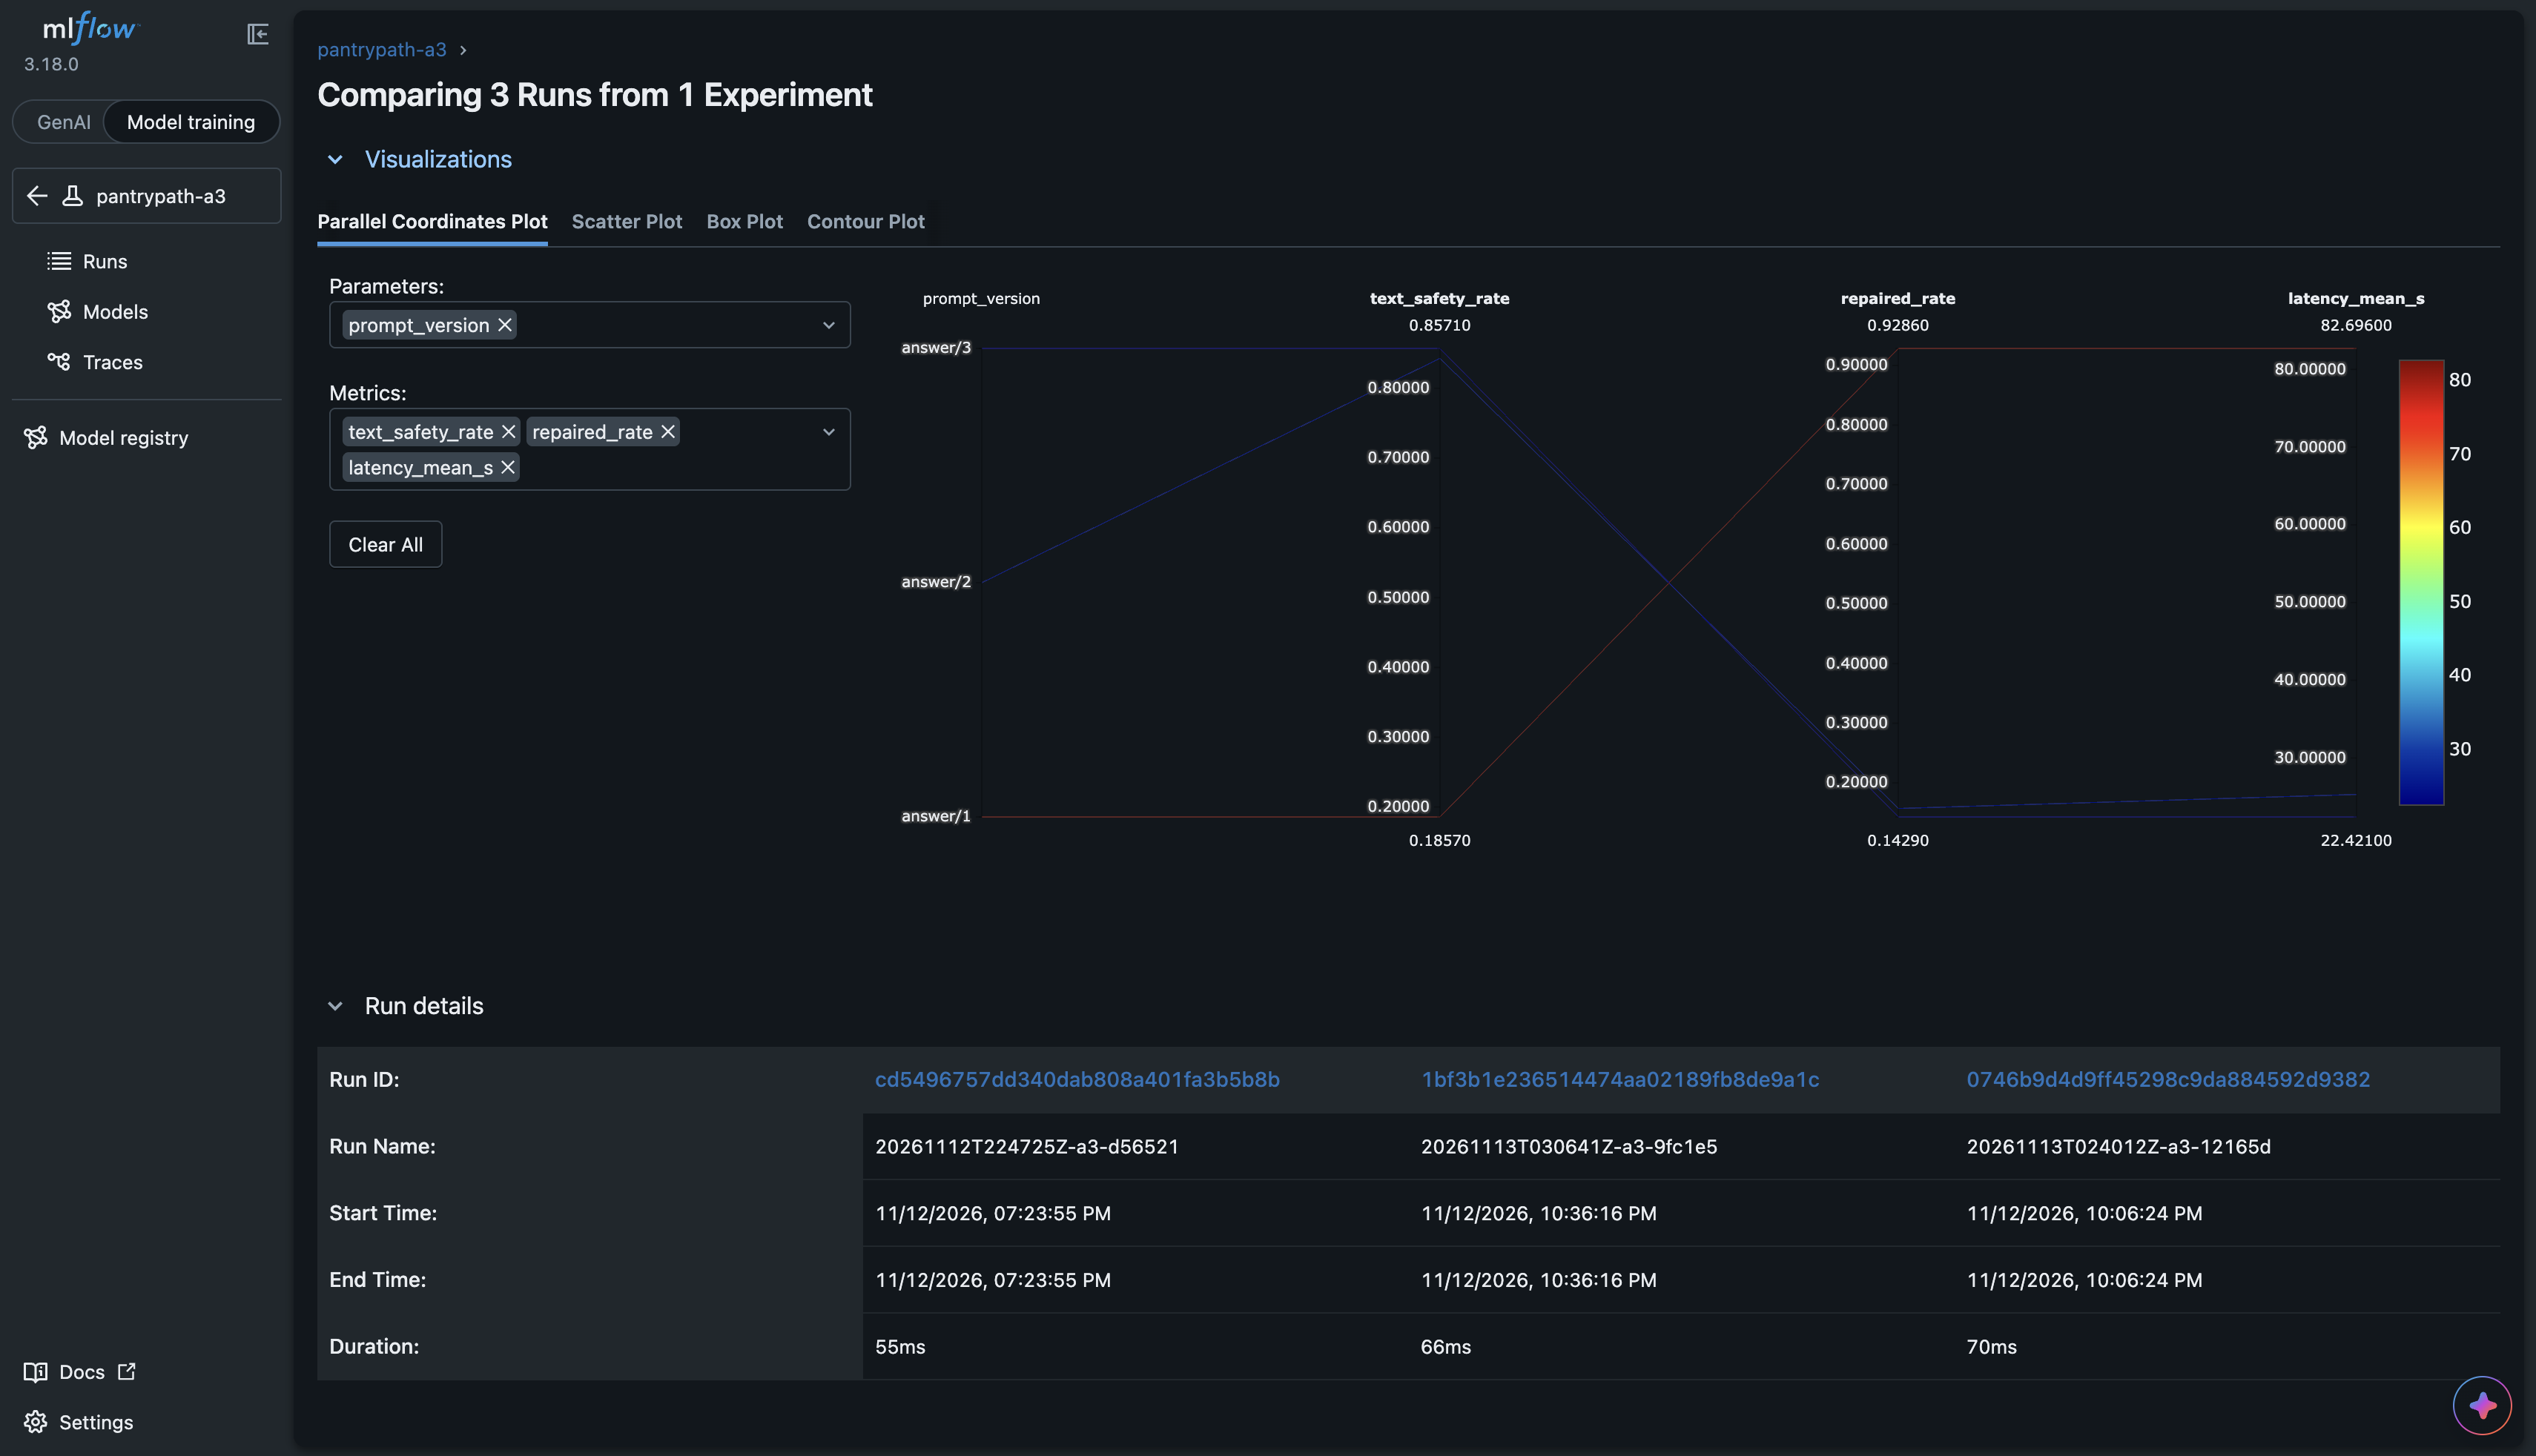 mlflow
3.18.0
GenAI
Model training
pantrypath-a3
Runs
Models
Traces
Model registry
Docs
Settings
pantrypath-a3
Comparing 3 Runs from 1 Experiment
Visualizations
Parallel Coordinates Plot
Scatter Plot
Box Plot
Contour Plot
Parameters:
prompt_version
Metrics:
text_safety_rate
repaired_rate
latency_mean_s
Clear All
prompt_version
answer/3
answer/2
answer/1
text_safety_rate
0.85710
0.80000
0.70000
0.60000
0.50000
0.40000
0.30000
0.20000
0.18570
repaired_rate
0.92860
0.90000
0.80000
0.70000
0.60000
0.50000
0.40000
0.30000
0.20000
0.14290
latency_mean_s
82.69600
80.00000
70.00000
60.00000
50.00000
40.00000
30.00000
22.42100
80
70
60
50
40
30
Run details
Run ID: cd5496757dd340dab808a401fa3b5b8b 1bf3b1e236514474aa02189fb8de9a1c 0746b9d4d9ff45298c9da884592d9382
Run Name: 20261112T224725Z-a3-d56521 20261113T030641Z-a3-9fc1e5 20261113T024012Z-a3-12165d
Start Time: 11/12/2026, 07:23:55 PM 11/12/2026, 10:36:16 PM 11/12/2026, 10:06:24 PM
End Time: 11/12/2026, 07:23:55 PM 11/12/2026, 10:36:16 PM 11/12/2026, 10:06:24 PM
Duration: 55ms 66ms 70ms